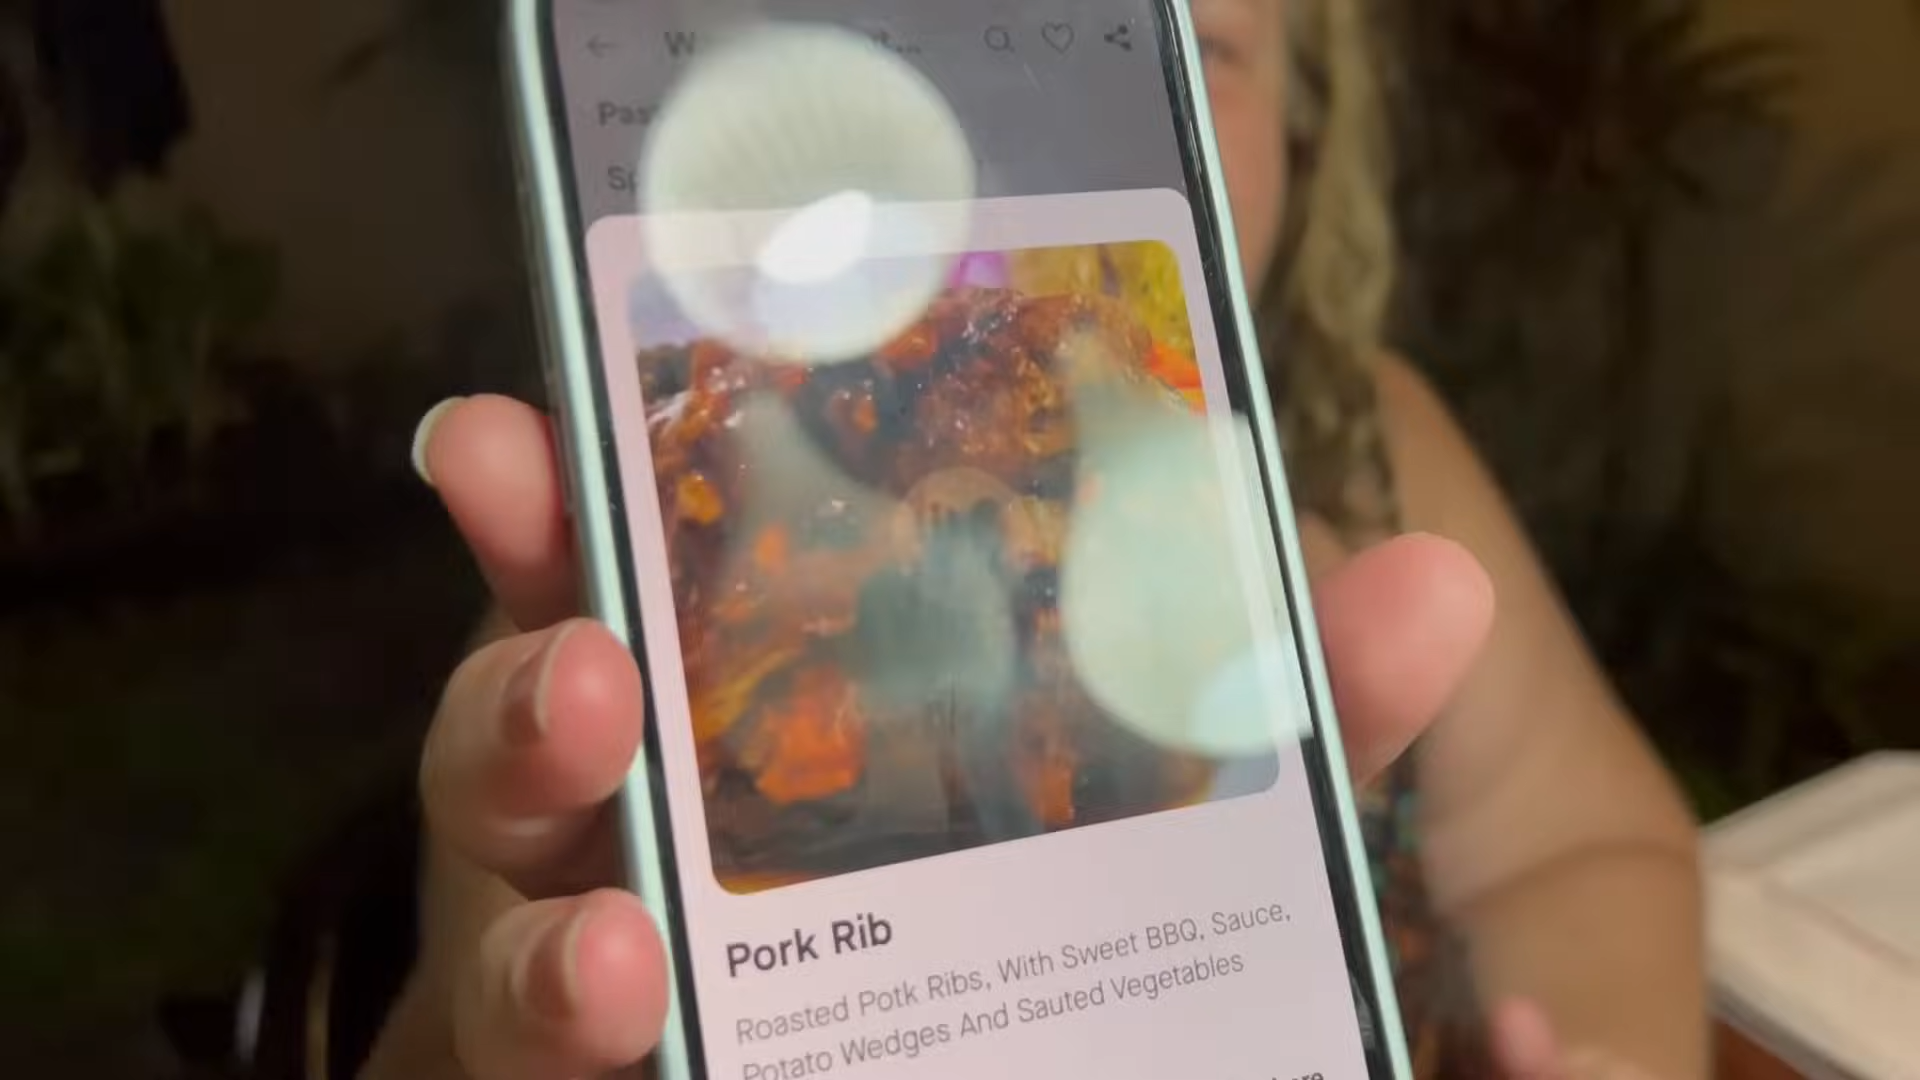 Pork Rib
Roasted Potk Ribs, With Sweet BBQ, Sauce,
Potato Wedges And Sauted Vegetables